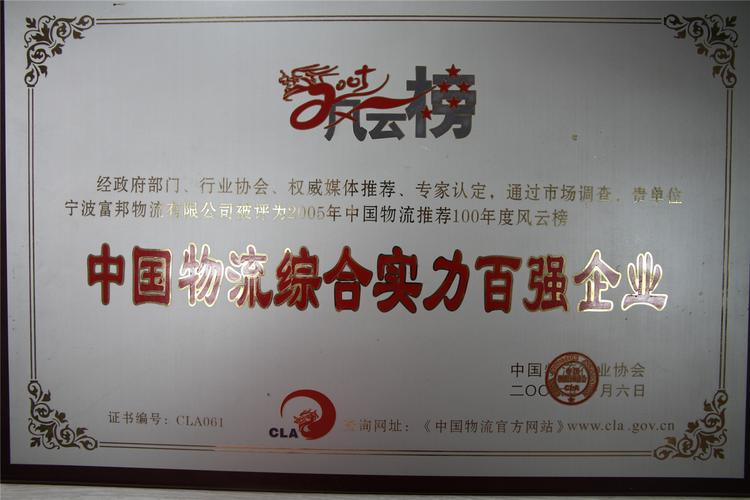 2005
风云榜
经政府部门、行业协会、权威媒体推荐、专家认定，通过市场调查，贵单位
宁波富邦物流有限公司被评为2005年中国物流推荐100年度风云榜
中国物流综合实力百强企业
中国 业协会
二〇〇 月六日
证书编号：CLA061
CLA
查询网址：《中国物流官方网站》www.cla.gov.cn